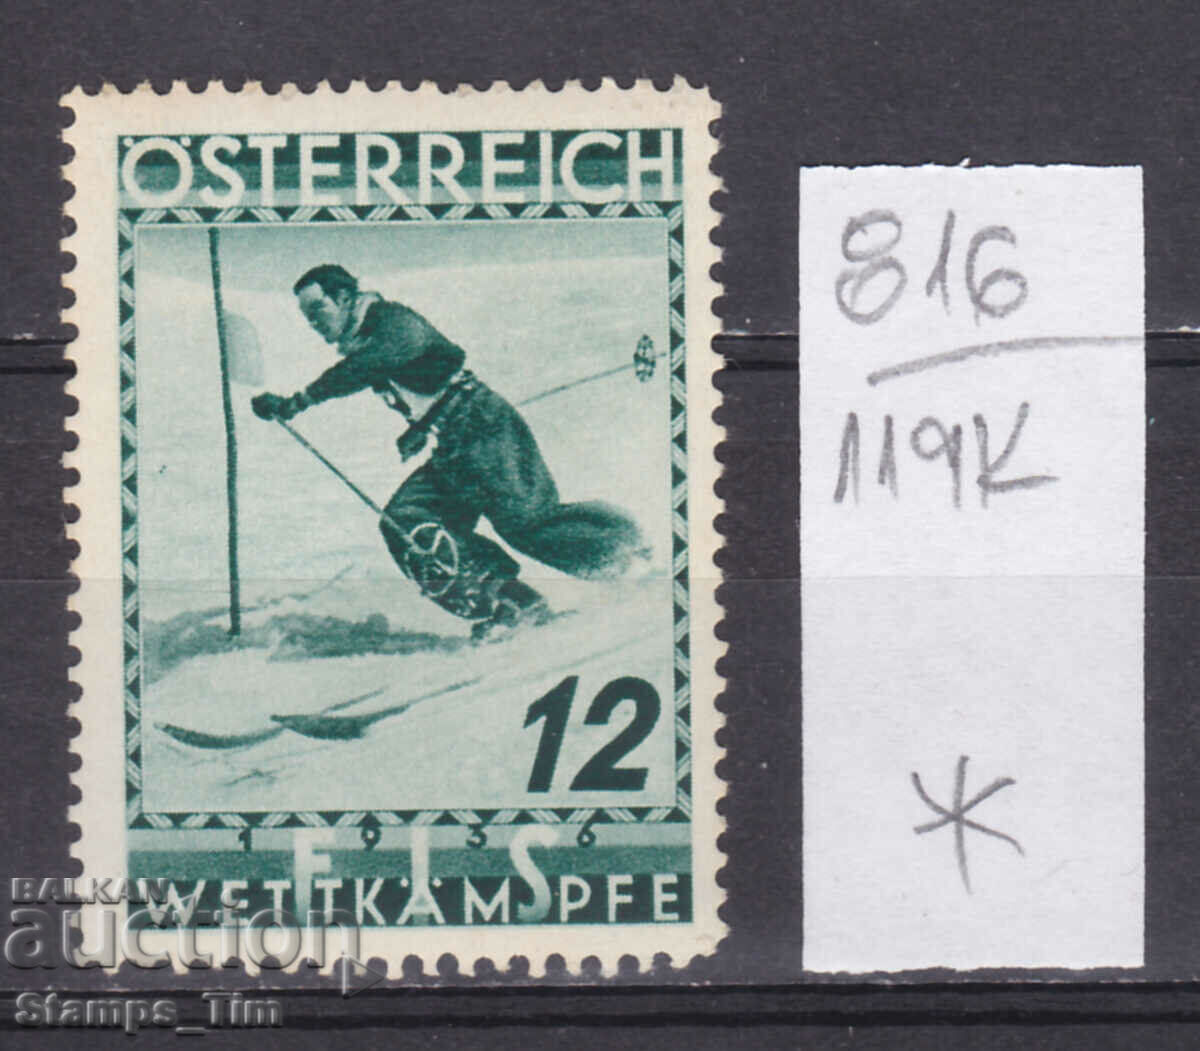 ÖSTERREICH
12
1936
FIS
WETTKÄMPFE
816
119K
*
BALKAN
auction
Stamps_Tim